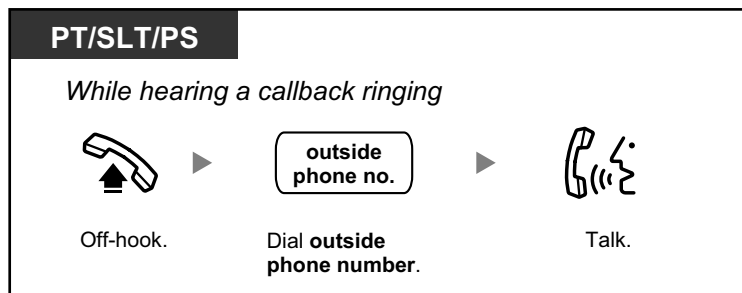 PT/SLT/PS
While hearing a callback ringing
outside
phone no.
Off-hook.
Dial outside
phone number.
Talk.